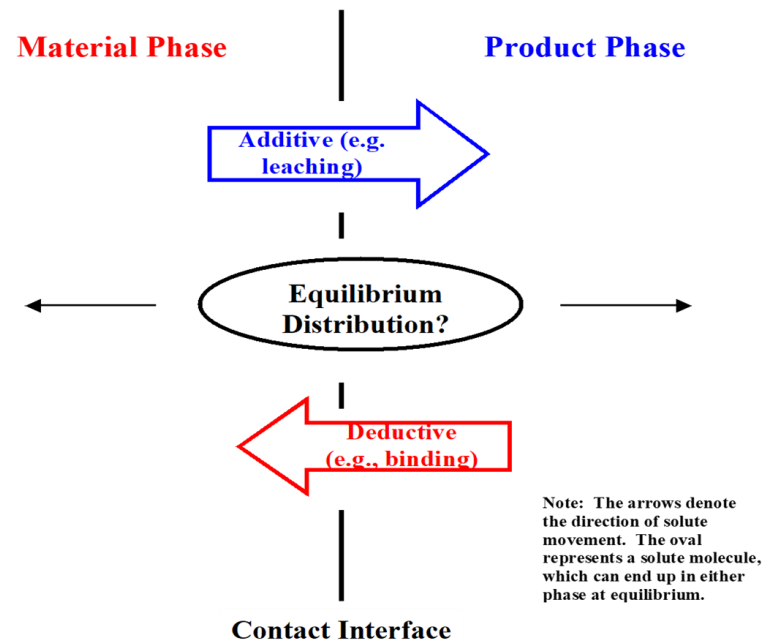 Material Phase
Product Phase
Additive (e.g.
leaching)
Equilibrium
Distribution?
Deductive
(e.g., binding)
Note:  The arrows denote
the direction of solute
movement.  The oval
represents a solute molecule,
which can end up in either
phase at equilibrium.
Contact Interface